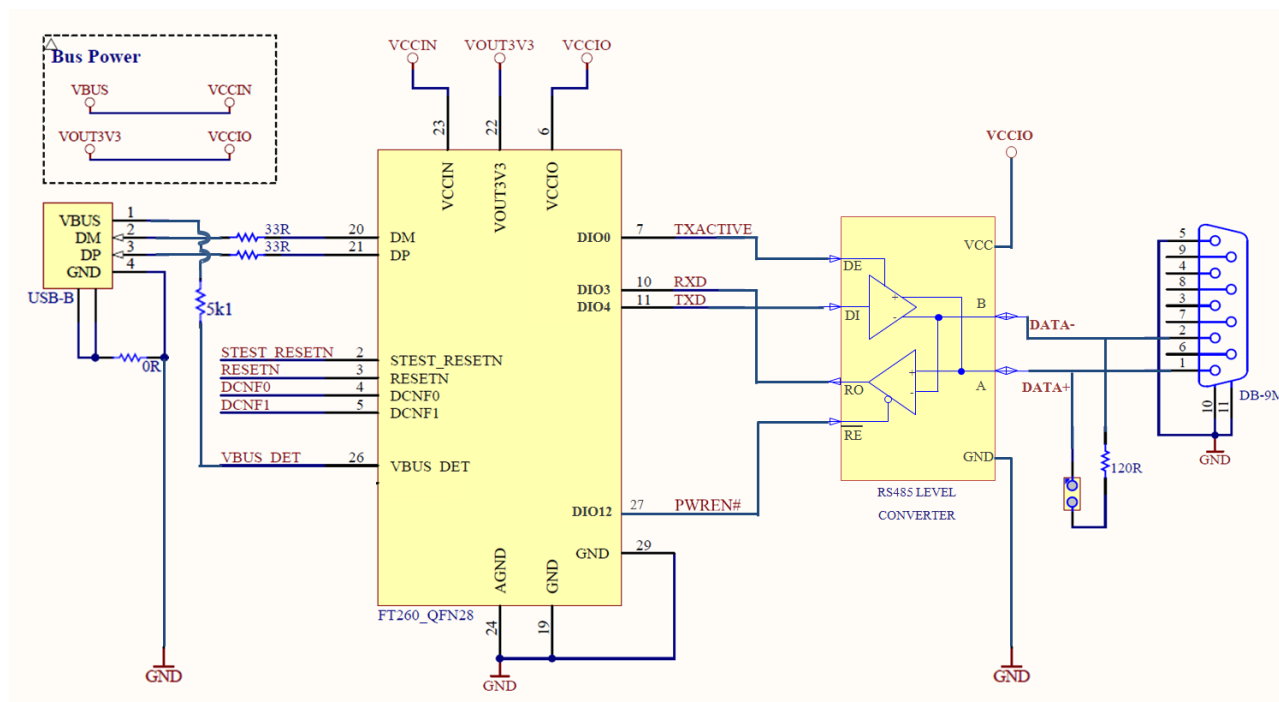 Bus Power
VBUS VCCIN
VOUT3V3 VCCIO
VCCIN VOUT3V3 VCCIO
23 22 6
VCCIN VOUT3V3 VCCIO
VBUS 1
DM 2
DP 3
GND 4
USB-B
33R
33R
5k1
0R
20 DM
21 DP
STEST_RESETN 2 STEST_RESETN
RESETN 3 RESETN
DCNF0 4 DCNF0
DCNF1 5 DCNF1
VBUS_DET 26 VBUS_DET
DIO0 7 TXACTIVE
DIO3 10 RXD
DIO4 11 TXD
DIO12 27 PWREN#
GND 29
AGND GND
24 19
FT260_QFN28
GND
GND
VCCIO
VCC
DE
DI
+
-
B
+
-
A
RO
RE
GND
RS485 LEVEL
CONVERTER
GND
DATA-
DATA+
120R
5
9
4
8
3
7
2
6
1
10 11
GND